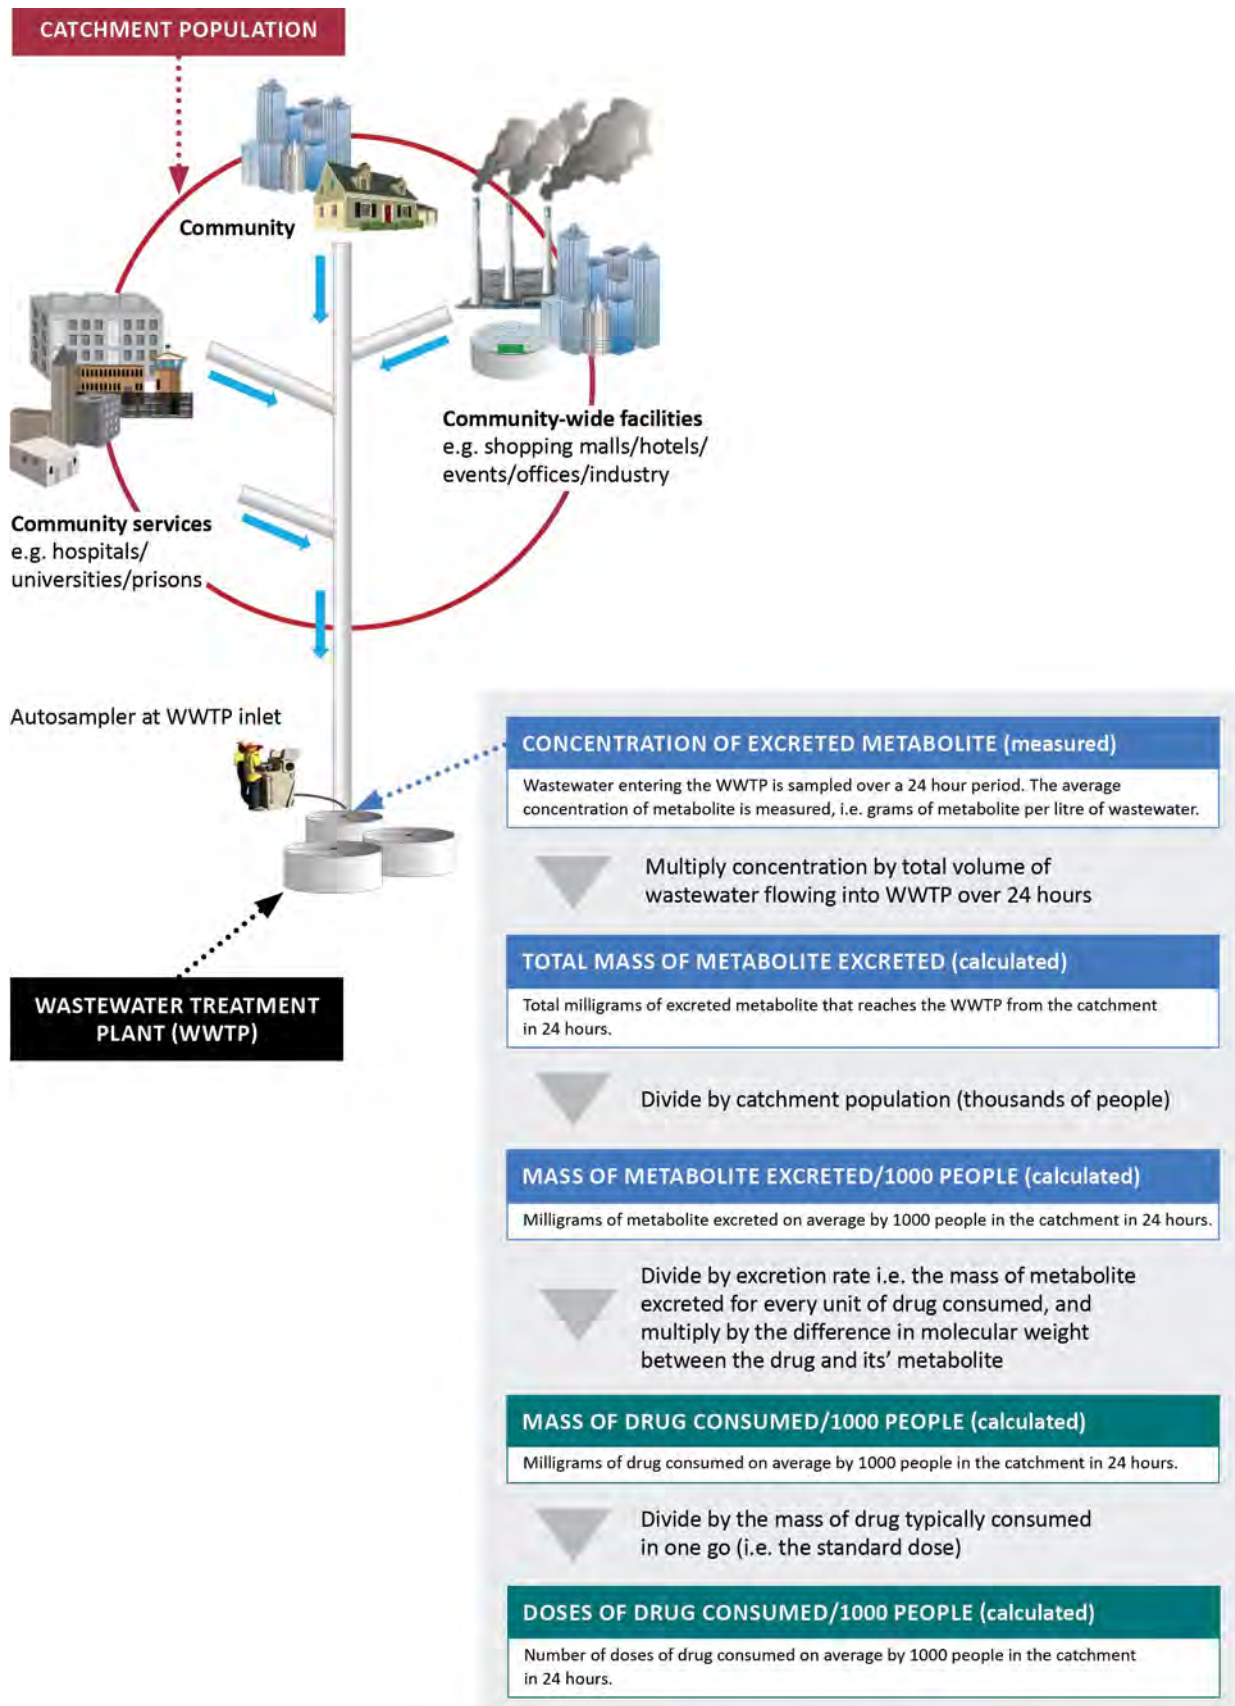 CATCHMENT POPULATION
Community
Community-wide facilities
e.g. shopping malls/hotels/
events/offices/industry
Community services
e.g. hospitals/
universities/prisons
Autosampler at WWTP inlet
WASTEWATER TREATMENT
PLANT (WWTP)
CONCENTRATION OF EXCRETED METABOLITE (measured)
Wastewater entering the WWTP is sampled over a 24 hour period. The average
concentration of metabolite is measured, i.e. grams of metabolite per litre of wastewater.
Multiply concentration by total volume of
wastewater flowing into WWTP over 24 hours
TOTAL MASS OF METABOLITE EXCRETED (calculated)
Total milligrams of excreted metabolite that reaches the WWTP from the catchment
in 24 hours.
Divide by catchment population (thousands of people)
MASS OF METABOLITE EXCRETED/1000 PEOPLE (calculated)
Milligrams of metabolite excreted on average by 1000 people in the catchment in 24 hours.
Divide by excretion rate i.e. the mass of metabolite
excreted for every unit of drug consumed, and
multiply by the difference in molecular weight
between the drug and its’ metabolite
MASS OF DRUG CONSUMED/1000 PEOPLE (calculated)
Milligrams of drug consumed on average by 1000 people in the catchment in 24 hours.
Divide by the mass of drug typically consumed
in one go (i.e. the standard dose)
DOSES OF DRUG CONSUMED/1000 PEOPLE (calculated)
Number of doses of drug consumed on average by 1000 people in the catchment
in 24 hours.